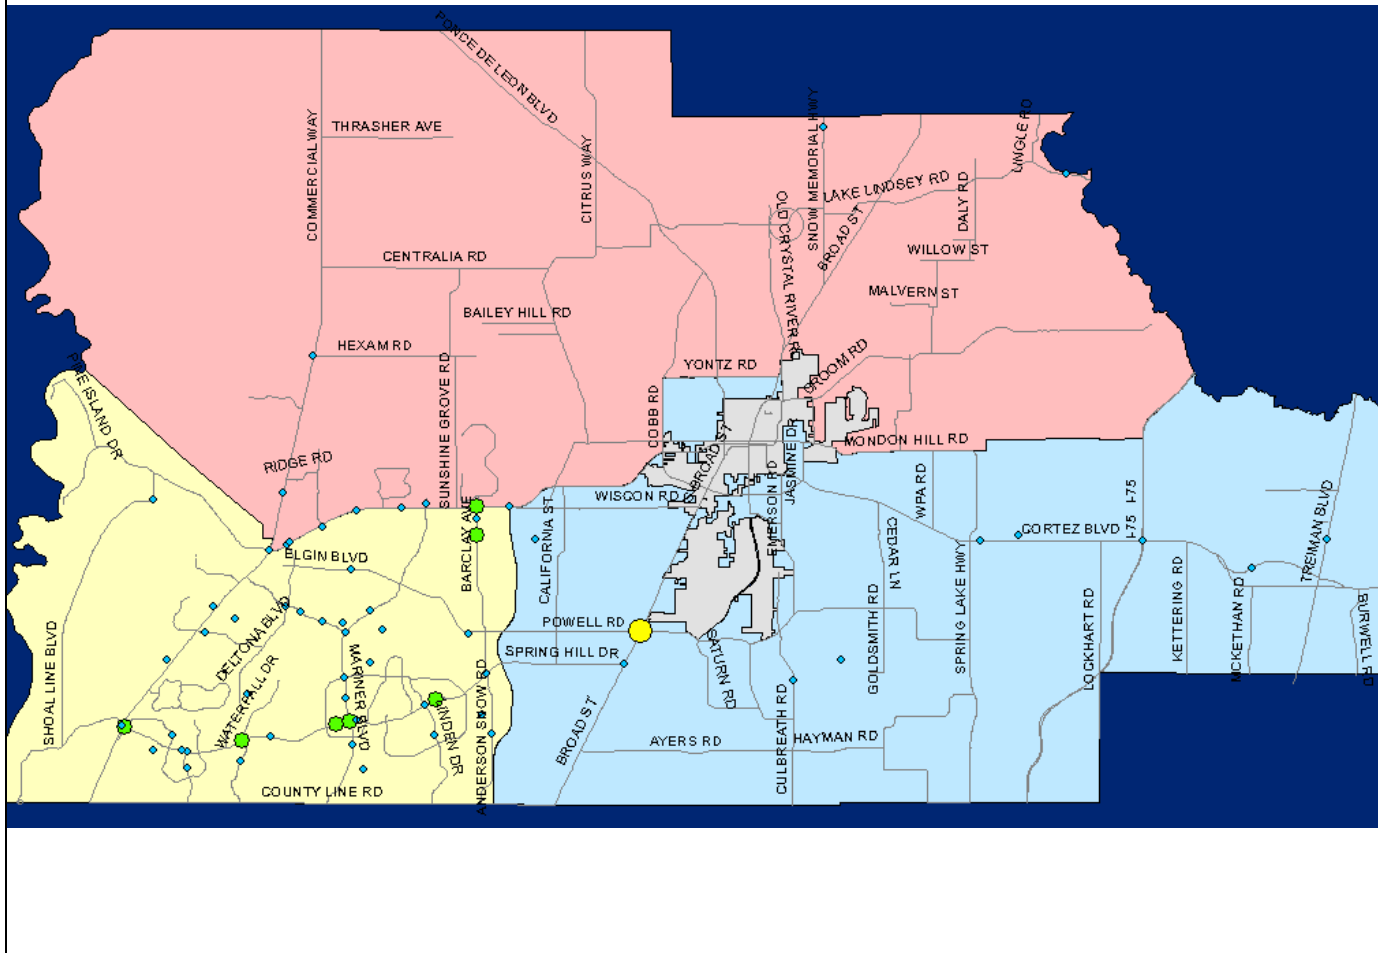 PONCE DE LEON BLVD
THRASHER AVE
COMMERCIAL WAY
CITRUS WAY
SNOW MEMORIAL HWY
LINGLE RD
LAKE LINDSEY RD
DALY RD
OLD CRYSTAL RIVER R
BROAD ST
WILLOW ST
CENTRALIA RD
MALVERN ST
BAILEY HILL RD
HEXAM RD
YONTZ RD
CROOM RD
PINE ISLAND DR
SUNSHINE GROVE RD
COBB RD
BROAD ST
JASMINE DR
MONDON HILL RD
RIDGE RD
EMERSON RD
WPA RD
I-75
I-75
BARCLAY AVE
WISCON RD
CALIFORNIA ST
CEDAR LN
CORTEZ BLVD
TREIMAN BLVD
ELGIN BLVD
SPRING LAKE HWY
KETTERING RD
MCKETHAN RD
BURWELL RD
DELTONA BLVD
POWELL RD
GOLDSMITH RD
LOCKHART RD
SHOAL LINE BLVD
SPRING HILL DR
SATURN RD
MARINER BLVD
WATERFALL DR
LINDEN DR
ANDERSON SNOW RD
BROAD ST
CULBREATH RD
AYERS RD
HAYMAN RD
COUNTY LINE RD